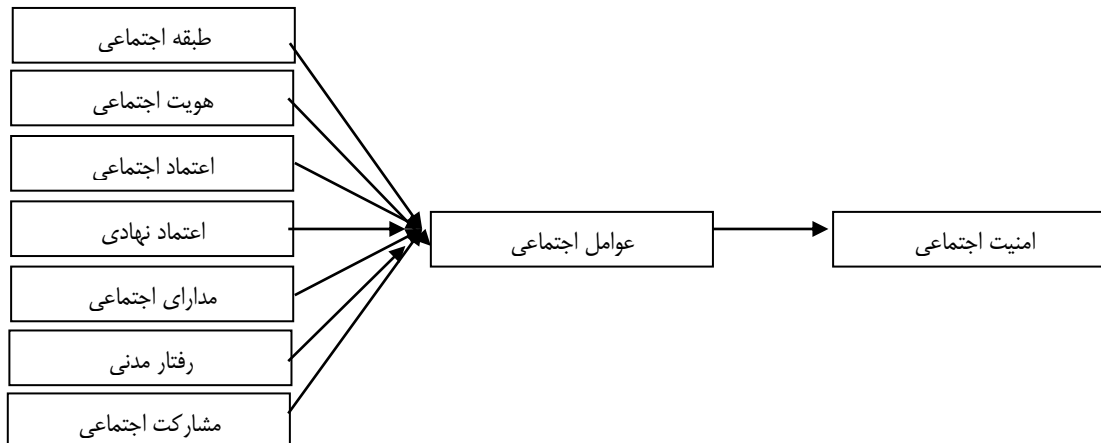 طبقه اجتماعی
هویت اجتماعی
اعتماد اجتماعی
اعتماد نهادی
مدارای اجتماعی
رفتار مدنی
مشارکت اجتماعی
عوامل اجتماعی
امنیت اجتماعی